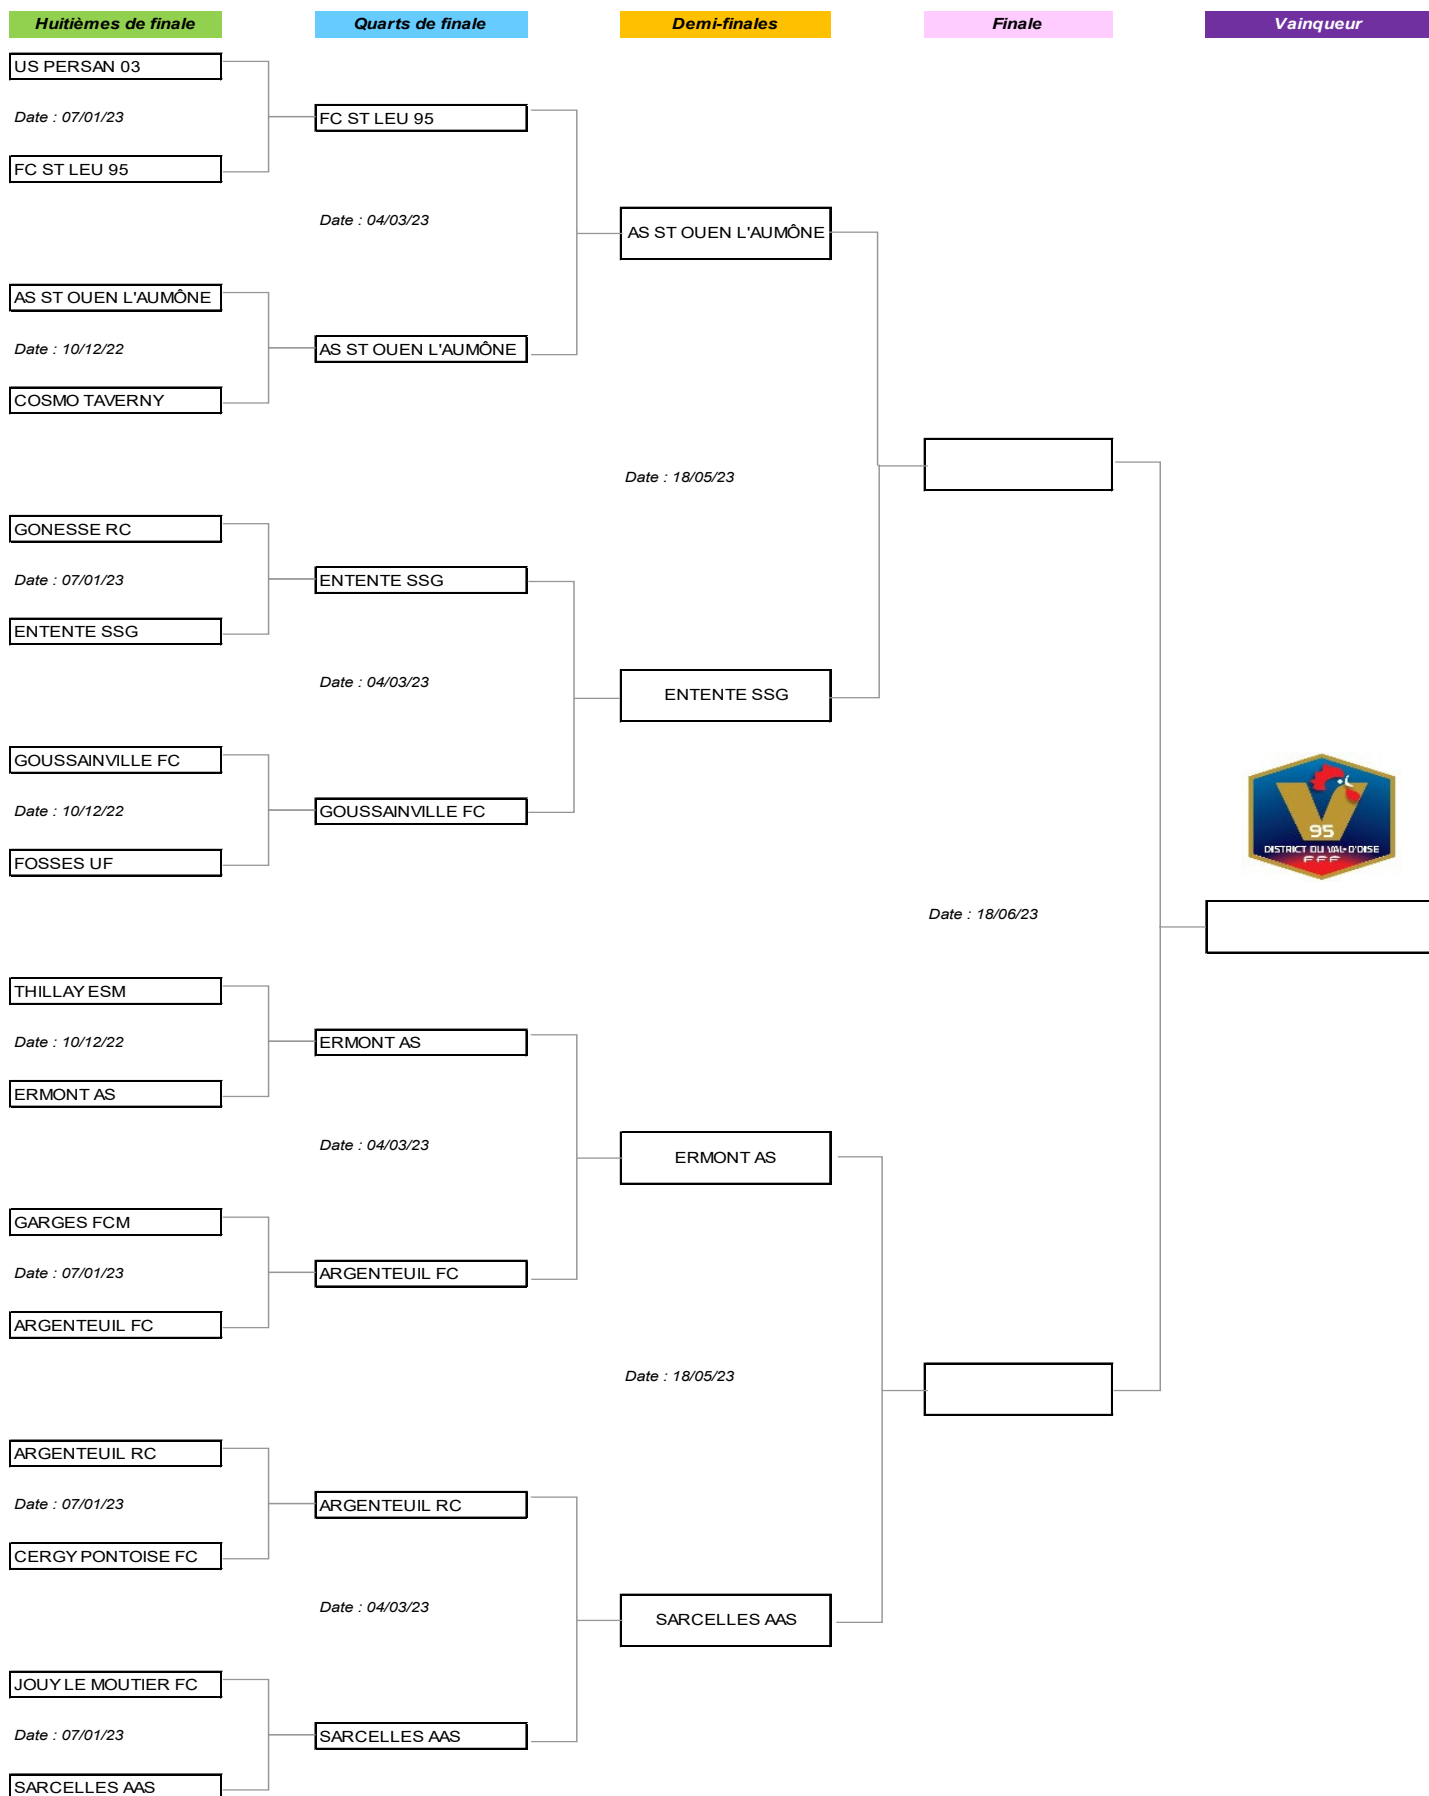 Huitièmes de finale
Quarts de finale
Demi-finales
Finale
Vainqueur
US PERSAN 03
Date : 07/01/23
FC ST LEU 95
FC ST LEU 95
Date : 04/03/23
AS ST OUEN L'AUMÔNE
AS ST OUEN L'AUMÔNE
Date : 10/12/22
AS ST OUEN L'AUMÔNE
COSMO TAVERNY
Date : 18/05/23
GONESSE RC
Date : 07/01/23
ENTENTE SSG
ENTENTE SSG
Date : 04/03/23
ENTENTE SSG
GOUSSAINVILLE FC
Date : 10/12/22
GOUSSAINVILLE FC
FOSSES UF
V
95
DISTRICT DU VAL-D'OISE
FFF
Date : 18/06/23
THILLAY ESM
Date : 10/12/22
ERMONT AS
ERMONT AS
Date : 04/03/23
ERMONT AS
GARGES FCM
Date : 07/01/23
ARGENTEUIL FC
ARGENTEUIL FC
Date : 18/05/23
ARGENTEUIL RC
Date : 07/01/23
ARGENTEUIL RC
CERGY PONTOISE FC
Date : 04/03/23
SARCELLES AAS
JOUY LE MOUTIER FC
Date : 07/01/23
SARCELLES AAS
SARCELLES AAS